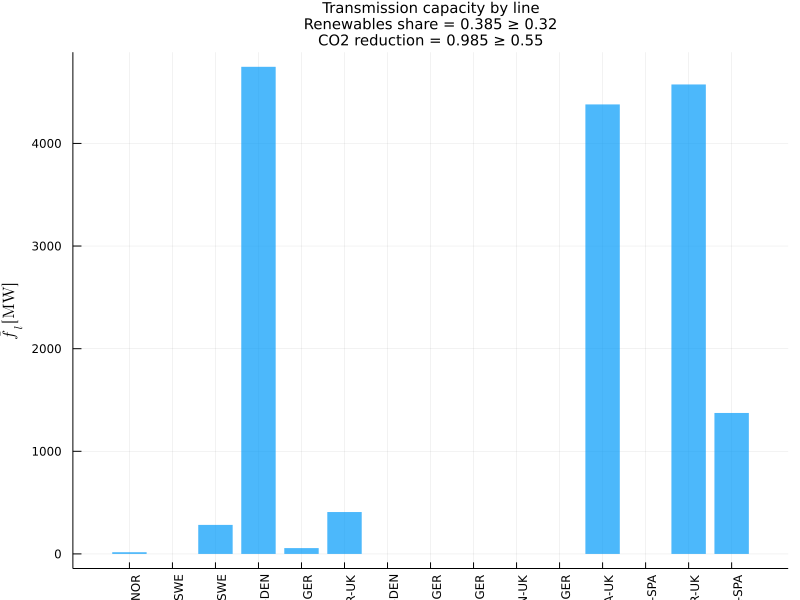 Transmission capacity by line
Renewables share = 0.385 ≥ 0.32
CO2 reduction = 0.985 ≥ 0.55
4000
3000
2000
1000
0
f_l [MW]
NOR
SWE
SWE
DEN
GER
R-UK
DEN
GER
GER
N-UK
GER
A-UK
-SPA
R-UK
-SPA